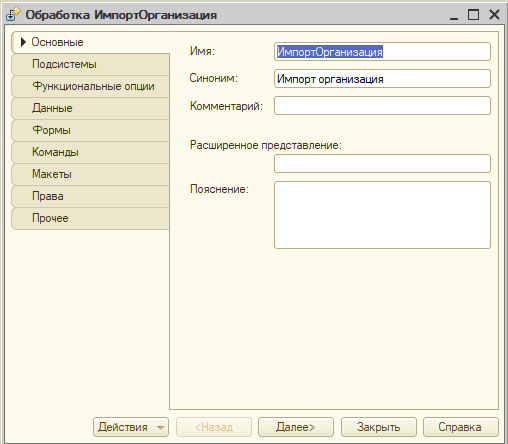 Обработка ИмпортОрганизация
Основные
Подсистемы
Функциональные опции
Данные
Формы
Команды
Макеты
Права
Прочее
Имя: ИмпортОрганизация
Синоним: Импорт организация
Комментарий:
Расширенное представление:
Пояснение:
Действия <Назад Далее> Закрыть Справка